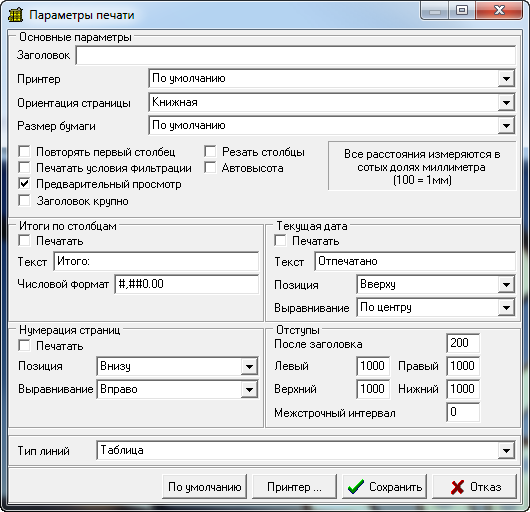 Параметры печати
Основные параметры
Заголовок
Принтер По умолчанию
Ориентация страницы Книжная
Размер бумаги По умолчанию
Повторять первый столбец Резать столбцы
Печатать условия фильтрации Автовысота
Предварительный просмотр
Заголовок крупно
Все расстояния измеряются в
сотых долях миллиметра
(100 = 1мм)
Итоги по столбцам
Печатать
Текст Итого:
Числовой формат #,##0.00
Текущая дата
Печатать
Текст Отпечатано
Позиция Вверху
Выравнивание По центру
Нумерация страниц
Печатать
Позиция Внизу
Выравнивание Вправо
Отступы
После заголовка 200
Левый 1000 Правый 1000
Верхний 1000 Нижний 1000
Межстрочный интервал 0
Тип линий Таблица
По умолчанию Принтер ... Сохранить Отказ